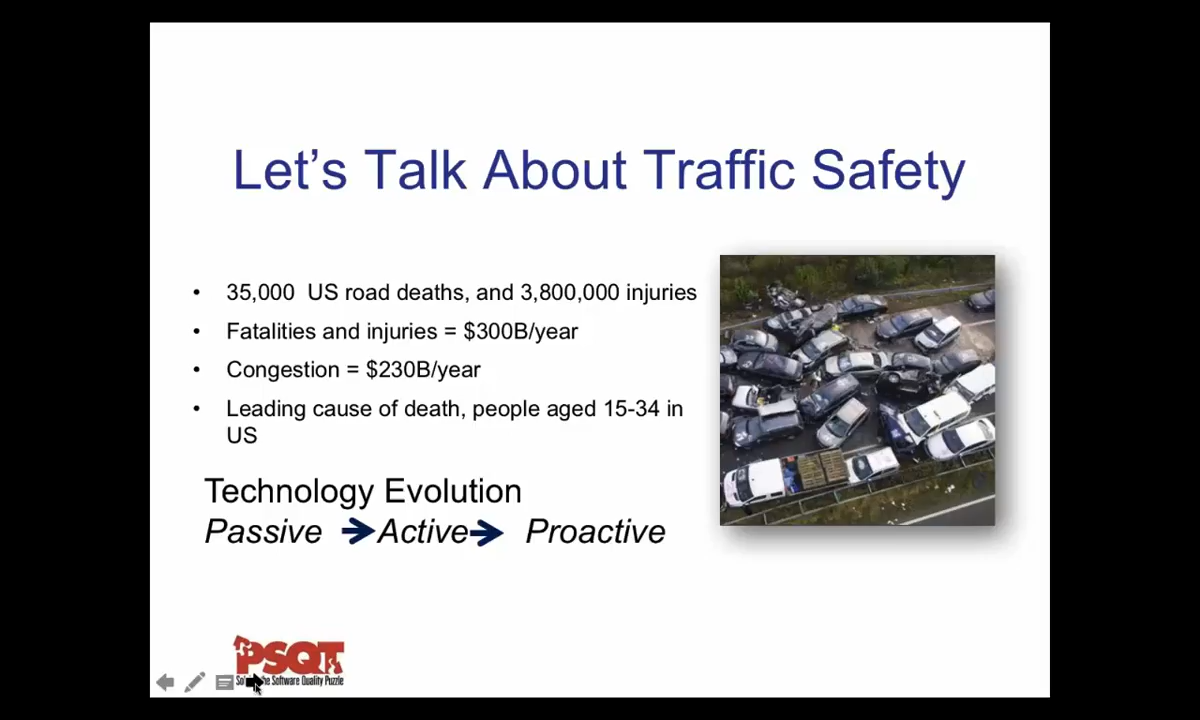 Let's Talk About Traffic Safety
• 35,000 US road deaths, and 3,800,000 injuries
• Fatalities and injuries = $300B/year
• Congestion = $230B/year
• Leading cause of death, people aged 15-34 in
US
Technology Evolution
Passive → Active → Proactive
PSQT
the Software Quality Puzzle